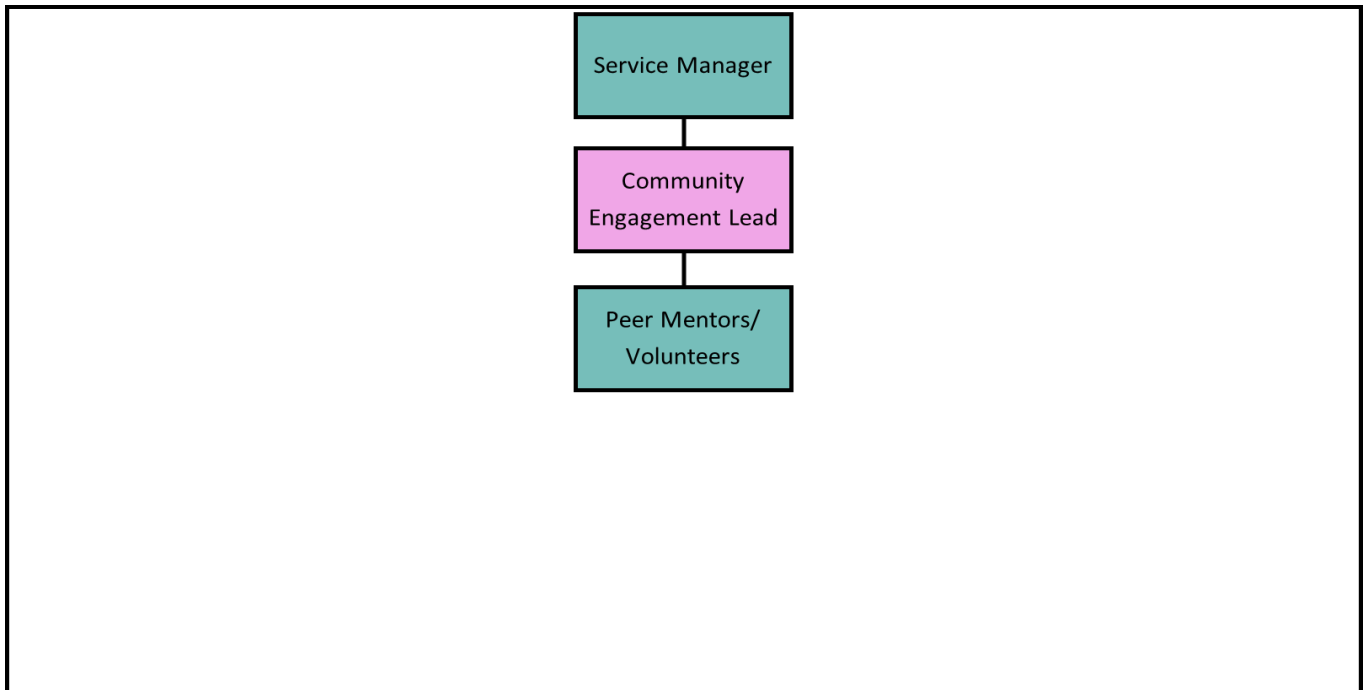 Service Manager
Community
Engagement Lead
Peer Mentors/
Volunteers